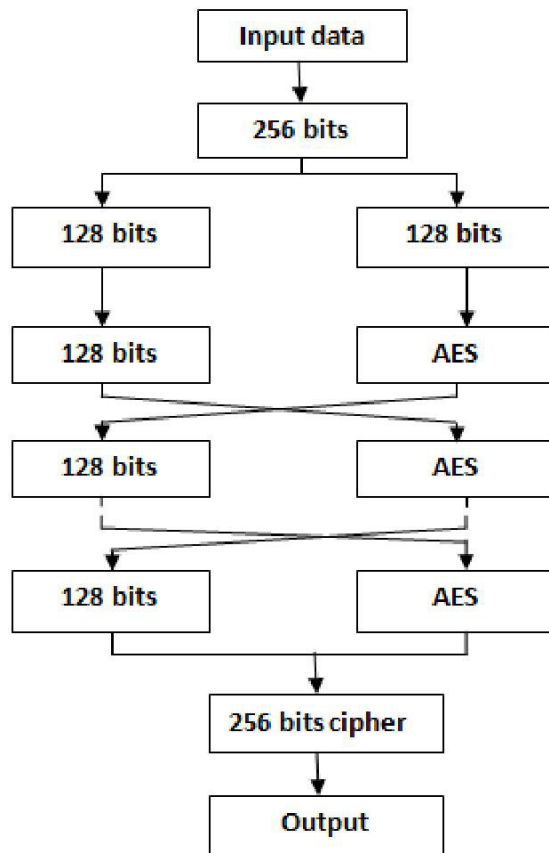 Input data
256 bits
128 bits
128 bits
128 bits
AES
128 bits
AES
128 bits
AES
256 bits cipher
Output